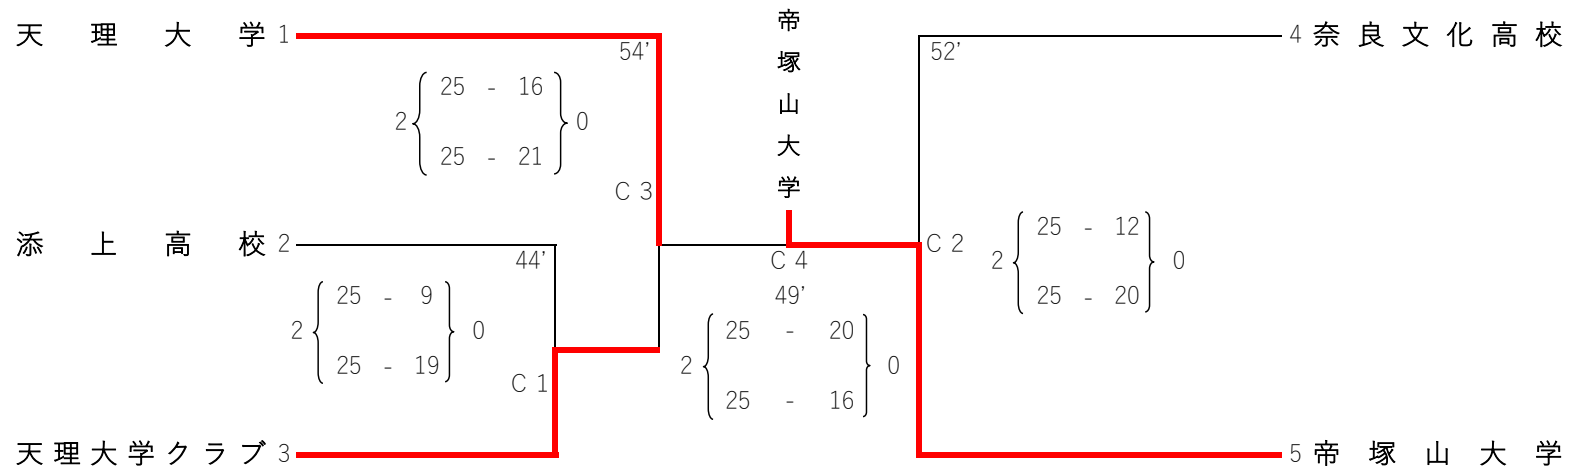 天理大学 1
54’
2 25 - 16 0
25 - 21
C 3
添上高校 2
44’
2 25 - 9 0
25 - 19
C 1
天理大学クラブ 3
帝塚山大学
C 4
49’
2 25 - 20 0
25 - 16
4 奈良文化高校
52’
C 2
2 25 - 12 0
25 - 20
5 帝塚山大学